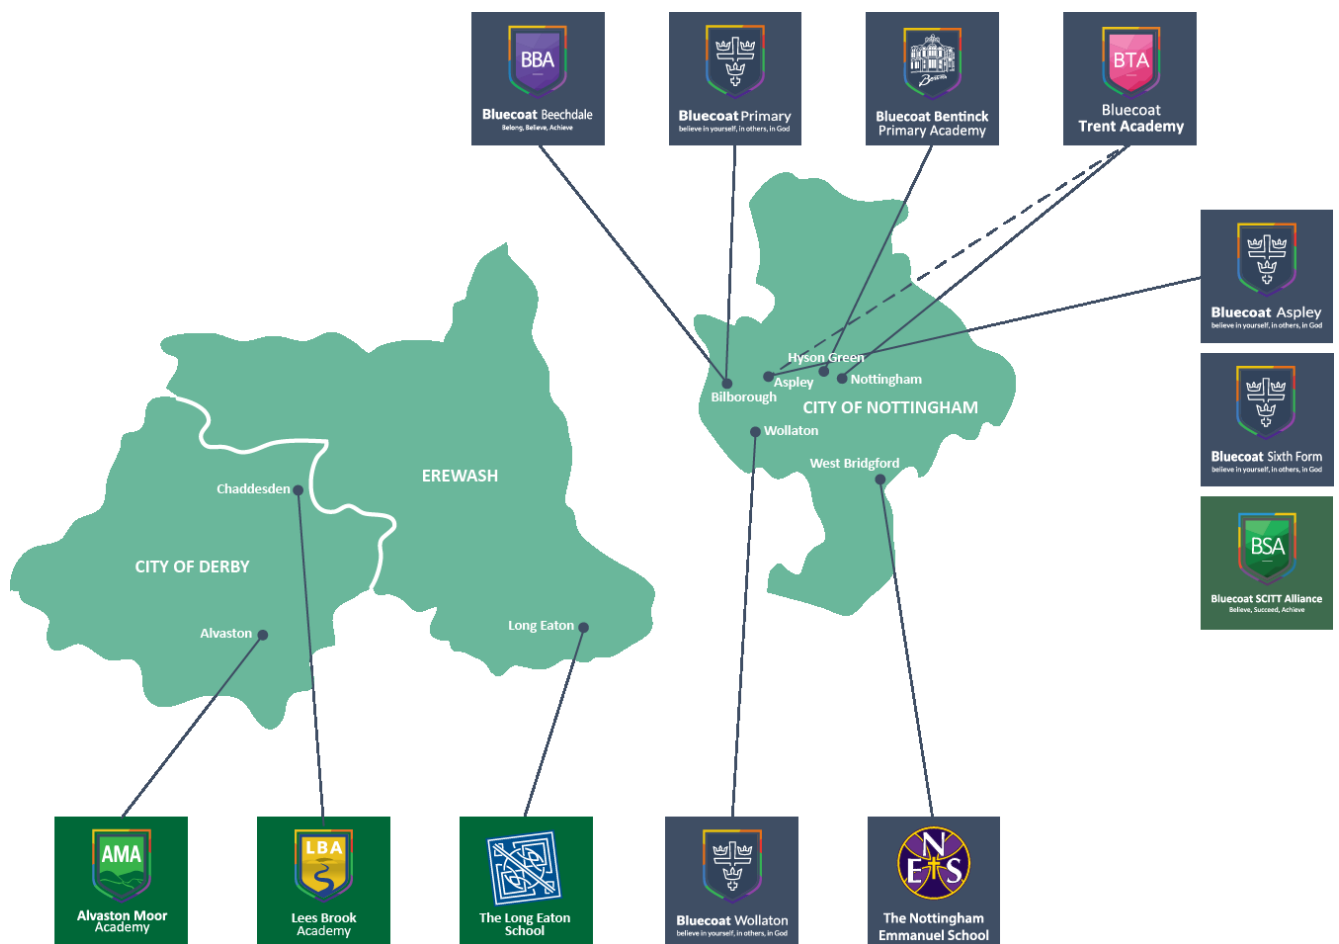 BBA
Bluecoat Beechdale
Belong, Believe, Achieve
Bluecoat Primary
believe in yourself, in others, in God
Bluecoat Bentinck
Primary Academy
BTA
Bluecoat
Trent Academy
Bluecoat Aspley
believe in yourself, in others, in God
Bluecoat Sixth Form
believe in yourself, in others, in God
BSA
Bluecoat SCITT Alliance
Believe, Succeed, Achieve
Hyson Green
Aspley
Nottingham
Bilborough
CITY OF NOTTINGHAM
Wollaton
West Bridgford
EREWASH
Chaddesden
CITY OF DERBY
Alvaston
Long Eaton
AMA
Alvaston Moor
Academy
LBA
Lees Brook
Academy
The Long Eaton
School
Bluecoat Wollaton
believe in yourself, in others, in God
N
E S
The Nottingham
Emmanuel School